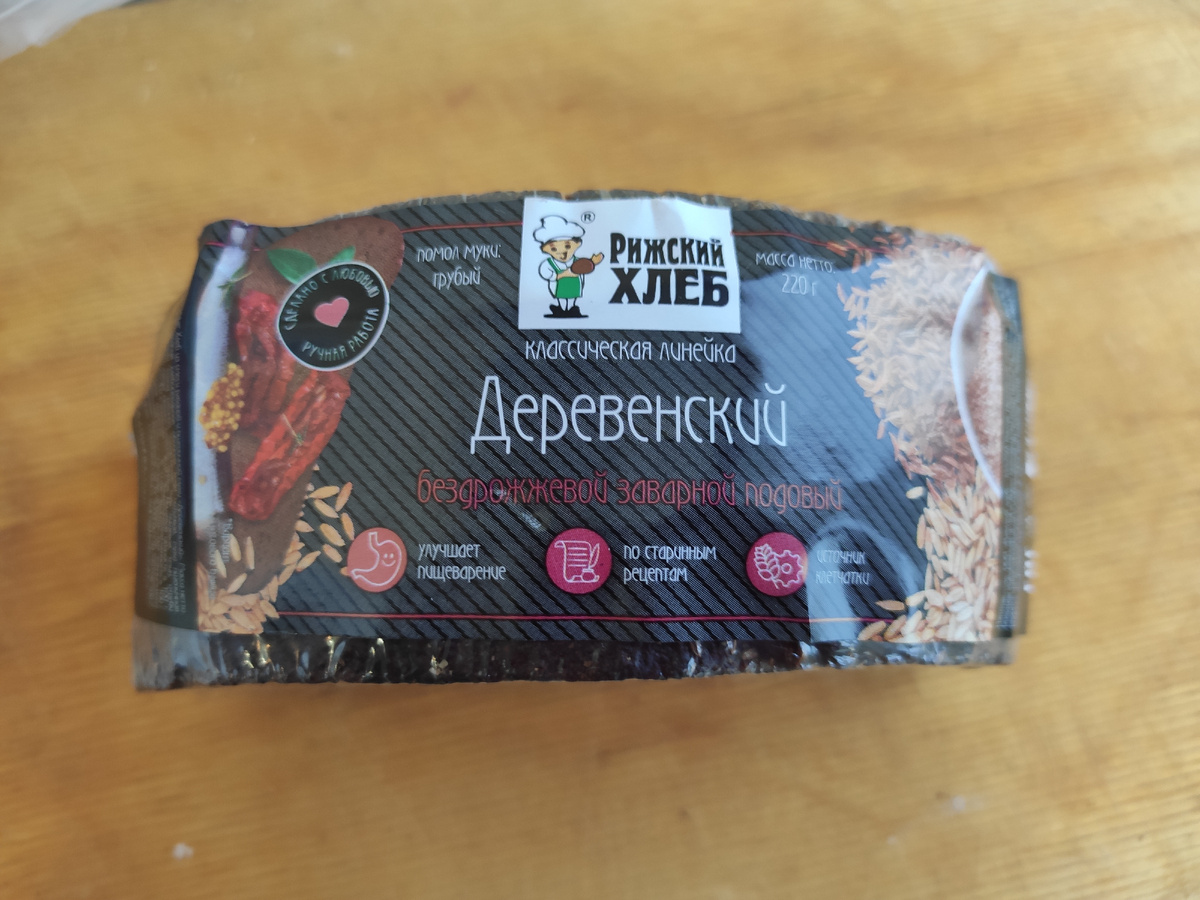 СДЕЛАНО С ЛЮБОВЬЮ
РУЧНАЯ РАБОТА
помол муки:
грубый
®
Рижский
ХЛЕБ
масса нетто:
220 г
классическая линейка
Деревенский
бездрожжевой заварной подовый
улучшает
пищеварение
по старинным
рецептам
источник
клетчатки